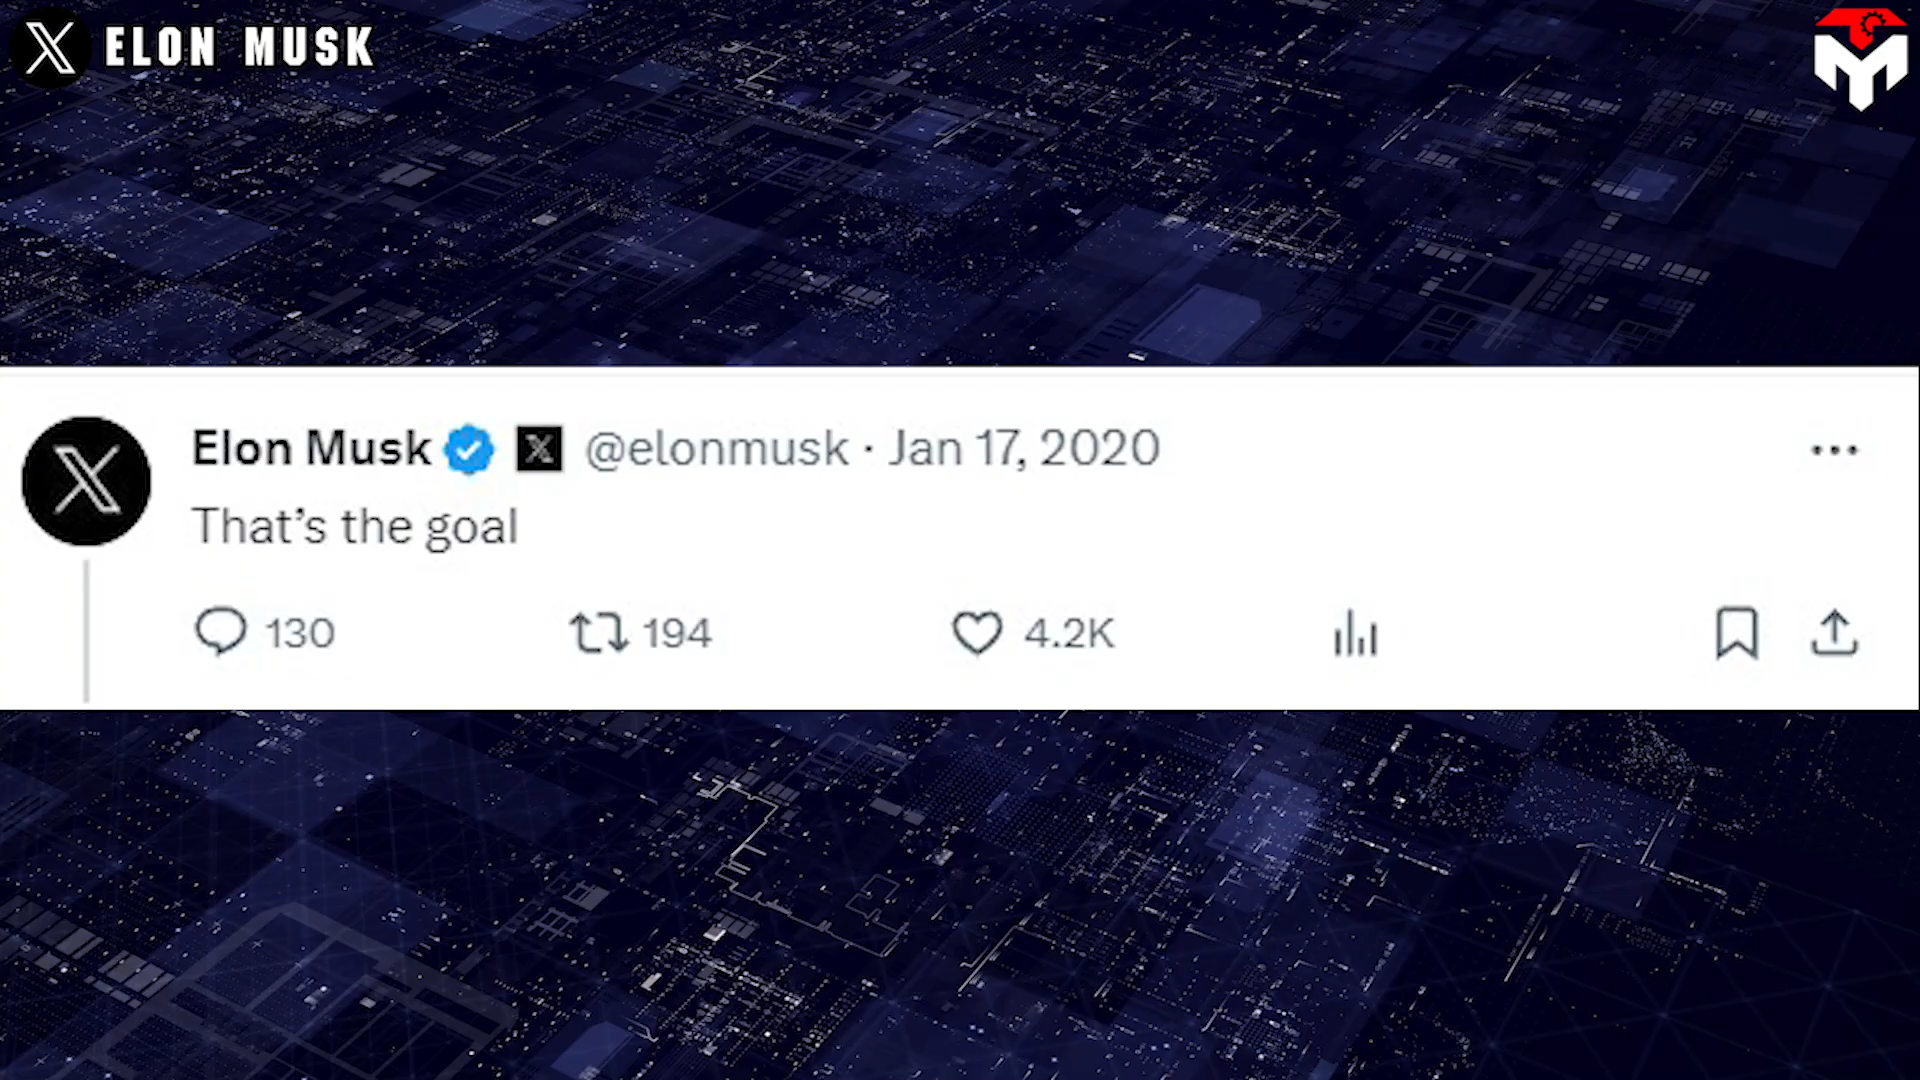 ELON MUSK
Elon Musk @elonmusk · Jan 17, 2020
That’s the goal
130 194 4.2K